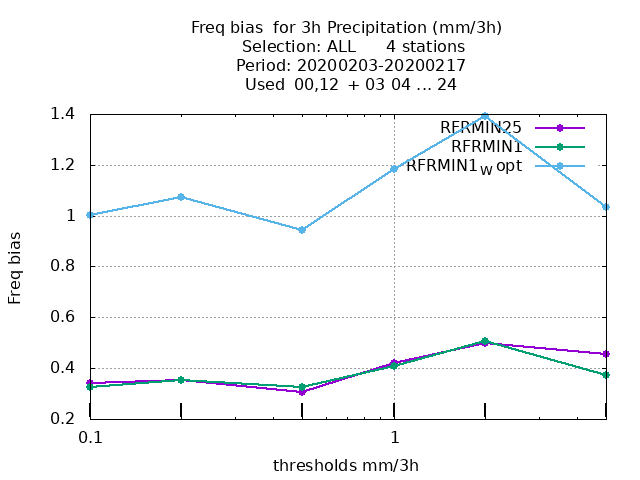 Freq bias  for 3h Precipitation (mm/3h)
Selection: ALL      4 stations
Period: 20200203-20200217
Used  00,12  + 03 04 ... 24
1.4
1.2
1
0.8
0.6
0.4
0.2
Freq bias
RFRMIN25
RFRMIN1
RFRMIN1W opt
0.1
1
thresholds mm/3h